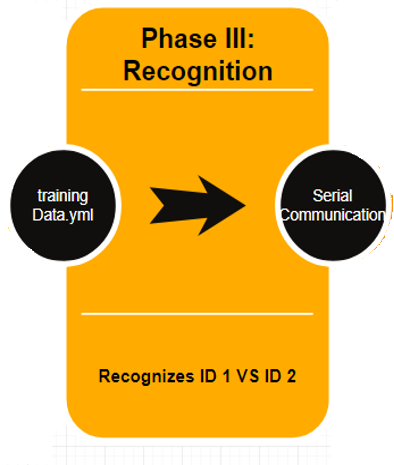 Phase III:
Recognition
training
Data.yml
Serial
Communication
Recognizes ID 1 VS ID 2